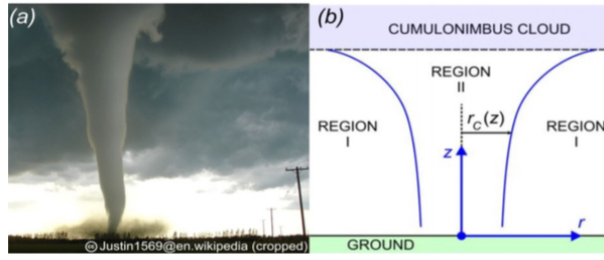 (a)
Justin1569@en.wikipedia (cropped)
(b)
CUMULONIMBUS CLOUD
REGION
II
r_C(z)
REGION
I
REGION
I
z
r
GROUND